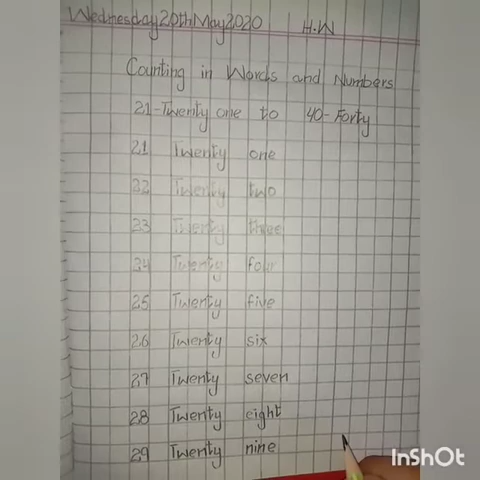 Wednesday 20th May 2020 H.W
Counting in Words and Numbers
21-Twenty one to 40-Forty
21 Twenty one
22 Twenty two
23 Twenty three
24 Twenty four
25 Twenty five
26 Twenty six
27 Twenty seven
28 Twenty eight
29 Twenty nine
InShOt